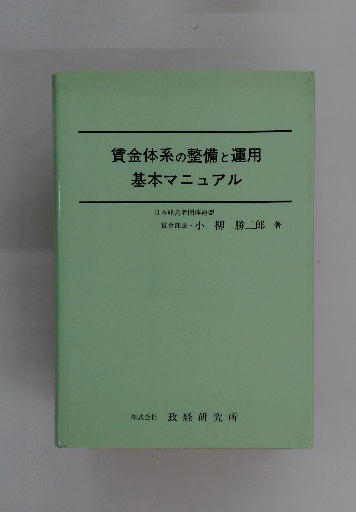 賃金体系の整備と運用
基本マニュアル
日本経営者団体連盟
賃金部長・小柳 勝二郎 著
株式会社 政経研究所